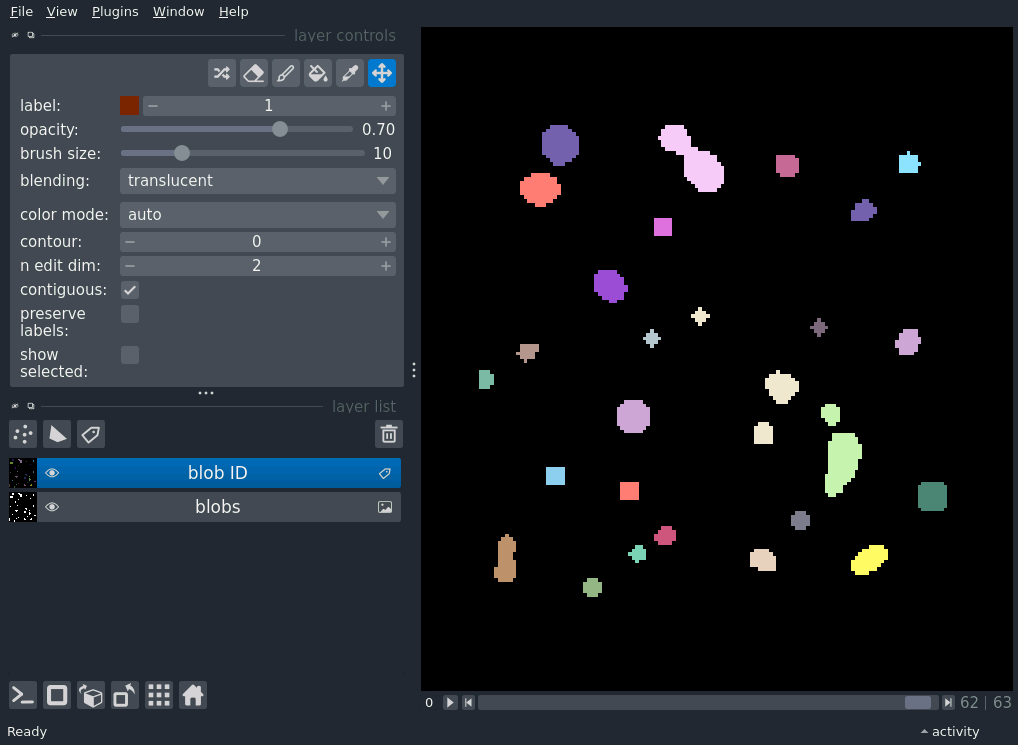 File View Plugins Window Help
layer controls
label: 1
opacity: 0.70
brush size: 10
blending: translucent
color mode: auto
contour: 0
n edit dim: 2
contiguous:
preserve
labels:
show
selected:
layer list
blob ID
blobs
0 62 | 63
Ready activity